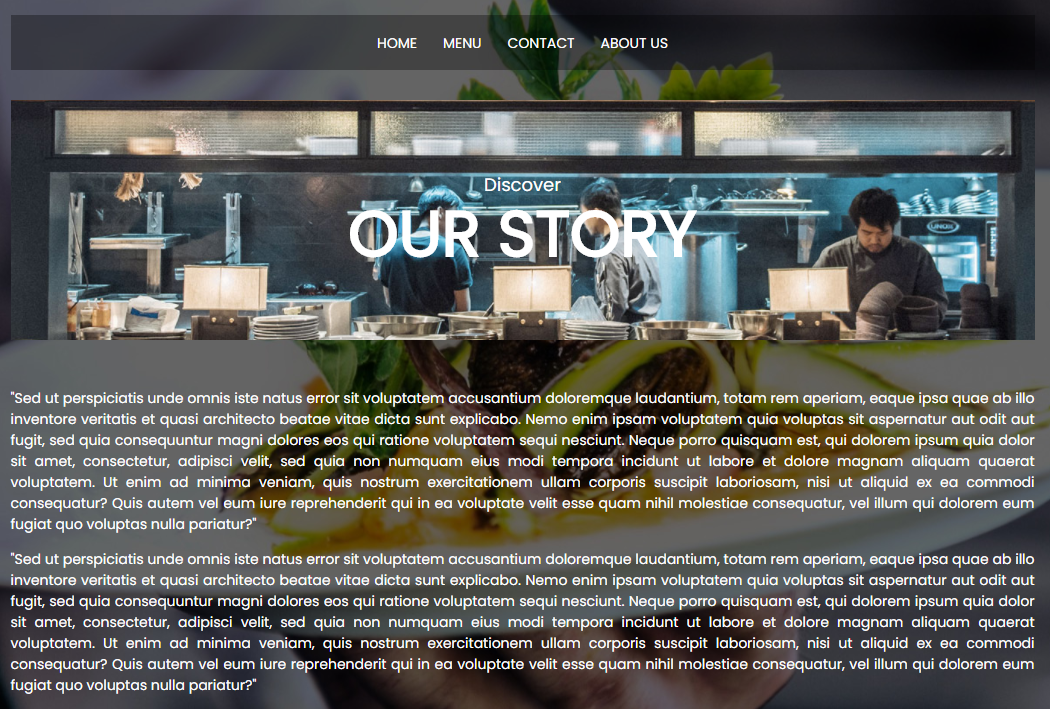 HOME MENU CONTACT ABOUT US
Discover
OUR STORY
UNOX
"Sed ut perspiciatis unde omnis iste natus error sit voluptatem accusantium doloremque laudantium, totam rem aperiam, eaque ipsa quae ab illo
inventore veritatis et quasi architecto beatae vitae dicta sunt explicabo. Nemo enim ipsam voluptatem quia voluptas sit aspernatur aut odit aut
fugit, sed quia consequuntur magni dolores eos qui ratione voluptatem sequi nesciunt. Neque porro quisquam est, qui dolorem ipsum quia dolor
sit amet, consectetur, adipisci velit, sed quia non numquam eius modi tempora incidunt ut labore et dolore magnam aliquam quaerat
voluptatem. Ut enim ad minima veniam, quis nostrum exercitationem ullam corporis suscipit laboriosam, nisi ut aliquid ex ea commodi
consequatur? Quis autem vel eum iure reprehenderit qui in ea voluptate velit esse quam nihil molestiae consequatur, vel illum qui dolorem eum
fugiat quo voluptas nulla pariatur?"
"Sed ut perspiciatis unde omnis iste natus error sit voluptatem accusantium doloremque laudantium, totam rem aperiam, eaque ipsa quae ab illo
inventore veritatis et quasi architecto beatae vitae dicta sunt explicabo. Nemo enim ipsam voluptatem quia voluptas sit aspernatur aut odit aut
fugit, sed quia consequuntur magni dolores eos qui ratione voluptatem sequi nesciunt. Neque porro quisquam est, qui dolorem ipsum quia dolor
sit amet, consectetur, adipisci velit, sed quia non numquam eius modi tempora incidunt ut labore et dolore magnam aliquam quaerat
voluptatem. Ut enim ad minima veniam, quis nostrum exercitationem ullam corporis suscipit laboriosam, nisi ut aliquid ex ea commodi
consequatur? Quis autem vel eum iure reprehenderit qui in ea voluptate velit esse quam nihil molestiae consequatur, vel illum qui dolorem eum
fugiat quo voluptas nulla pariatur?"